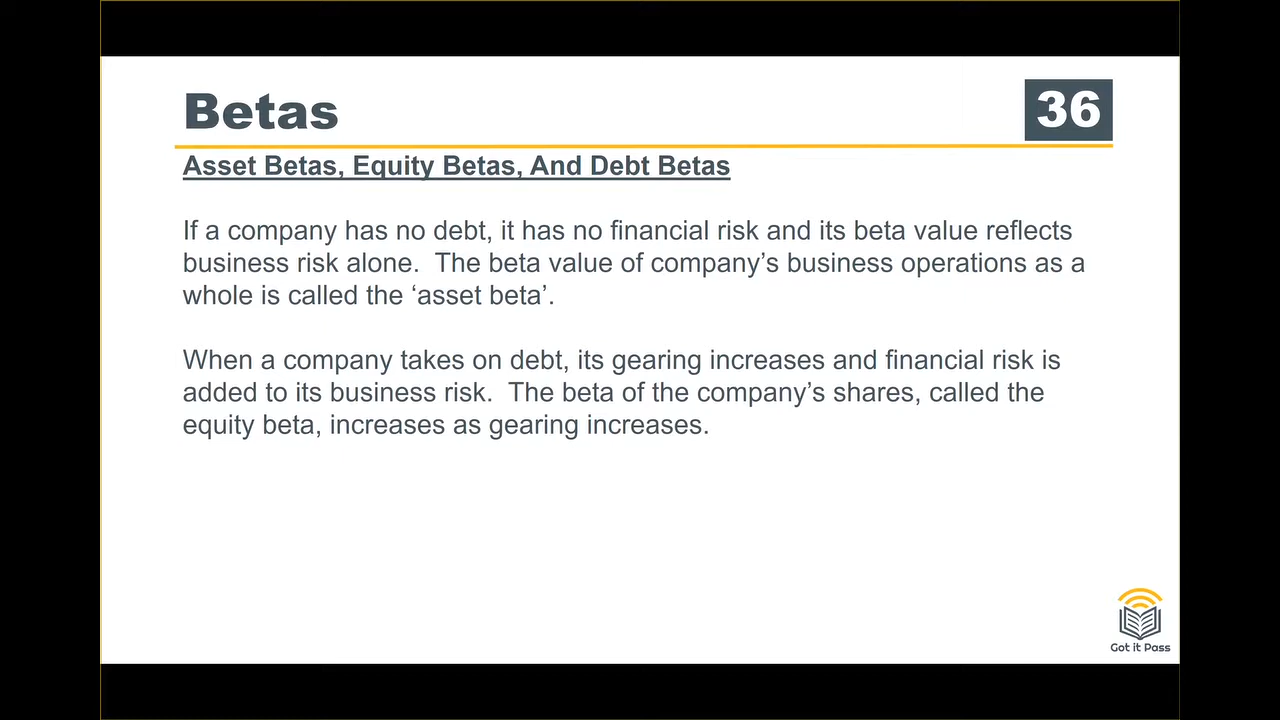 Betas
36
Asset Betas, Equity Betas, And Debt Betas
If a company has no debt, it has no financial risk and its beta value reflects
business risk alone.  The beta value of company’s business operations as a
whole is called the ‘asset beta’.
When a company takes on debt, its gearing increases and financial risk is
added to its business risk.  The beta of the company’s shares, called the
equity beta, increases as gearing increases.
Got it Pass